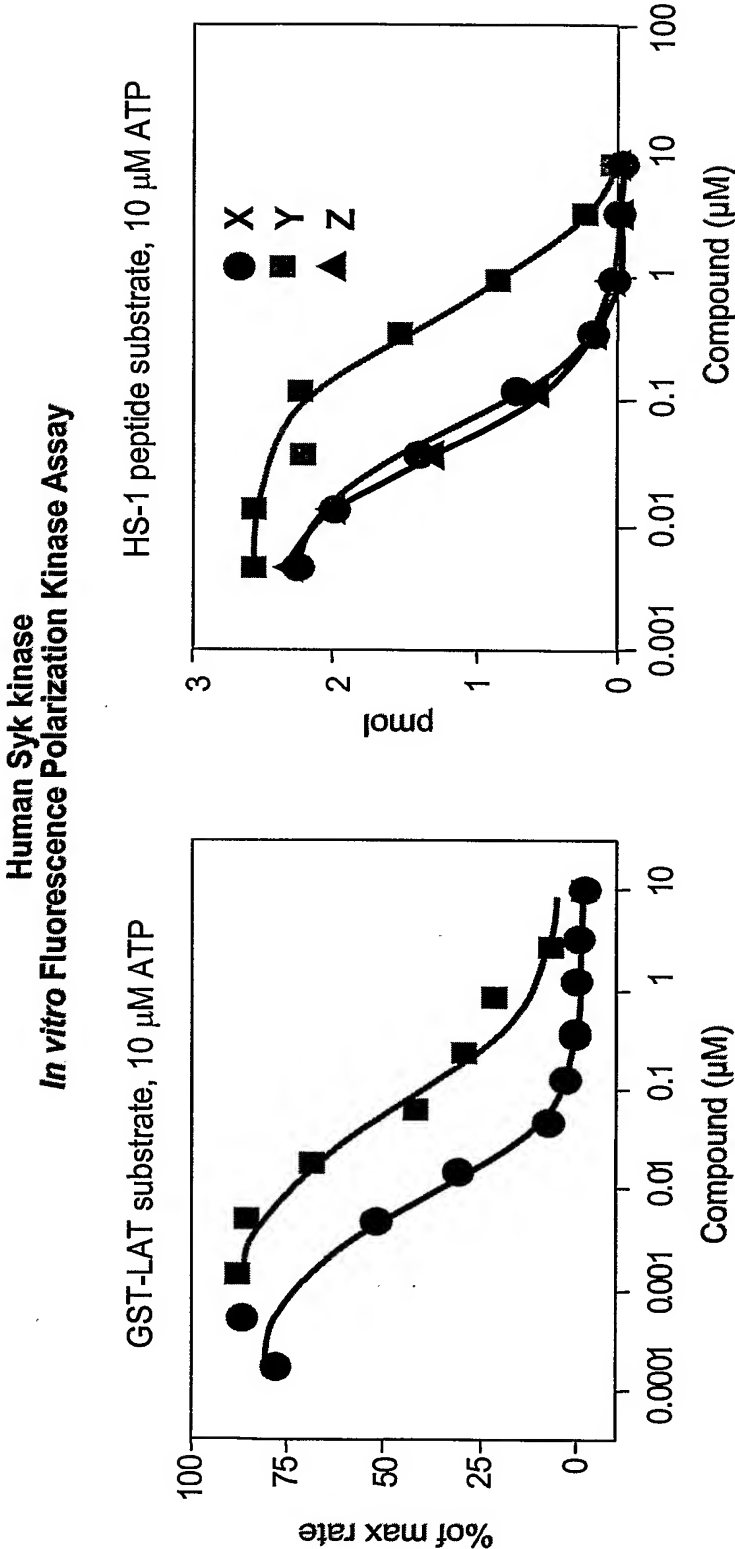 Human Syk kinase
In vitro Fluorescence Polarization Kinase Assay
GST-LAT substrate, 10 µM ATP
%of max rate
100
75
50
25
0
0.0001 0.001 0.01 0.1 1 10
Compound (µM)
HS-1 peptide substrate, 10 µM ATP
X
Y
Z
pmol
3
2
1
0
0.001 0.01 0.1 1 10 100
Compound (µM)